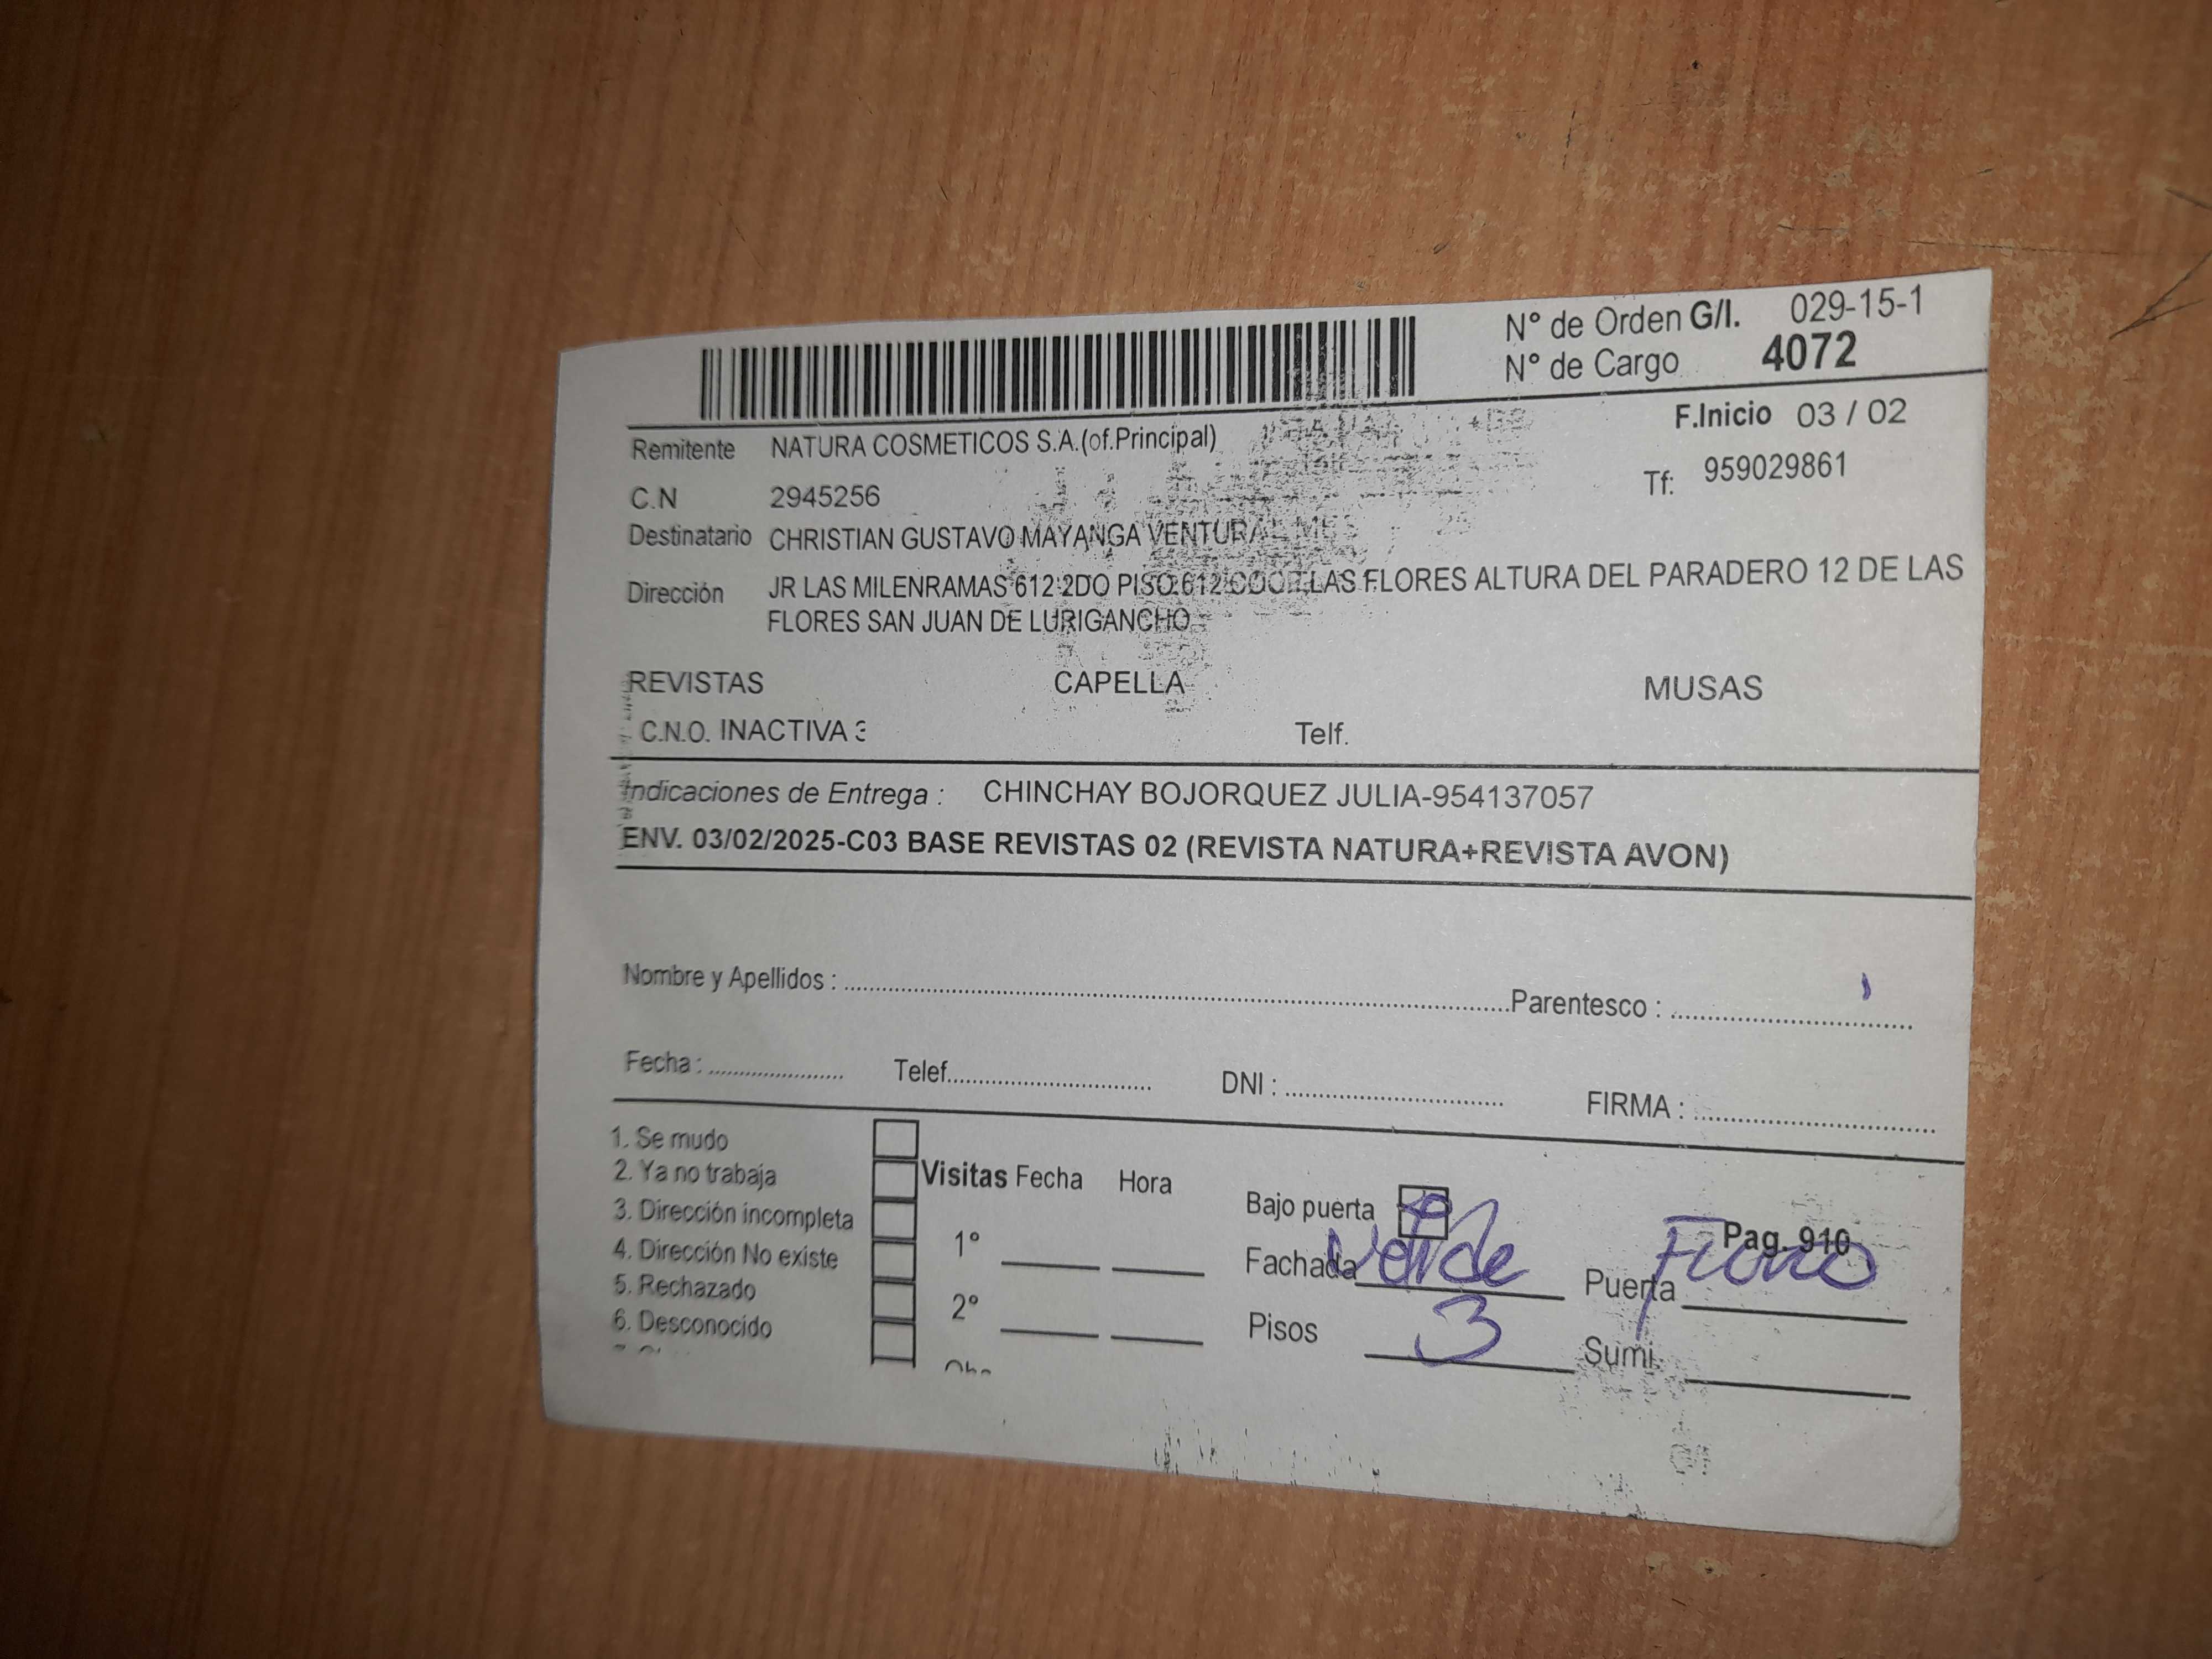 N° de Orden G/I. 029-15-1
N° de Cargo 4072
F.Inicio 03 / 02
Remitente NATURA COSMETICOS S.A.(of.Principal)
Tf: 959029861
C.N 2945256
Destinatario CHRISTIAN GUSTAVO MAYANGA VENTURA
Dirección JR LAS MILENRAMAS 612 2DO PISO 612 COOP LAS FLORES ALTURA DEL PARADERO 12 DE LAS
FLORES SAN JUAN DE LURIGANCHO
REVISTAS CAPELLA MUSAS
C.N.O. INACTIVA 3 Telf.
Indicaciones de Entrega : CHINCHAY BOJORQUEZ JULIA-954137057
ENV. 03/02/2025-C03 BASE REVISTAS 02 (REVISTA NATURA+REVISTA AVON)
Nombre y Apellidos : Parentesco :
Fecha : Telef. DNI : FIRMA :
1. Se mudo
2. Ya no trabaja
3. Dirección incompleta
4. Dirección No existe
5. Rechazado
6. Desconocido
Visitas Fecha Hora
1°
2°
Bajo puerta
Fachada Verde
Pisos 3
Pag. 910
Puerta Fierro
Sumi.